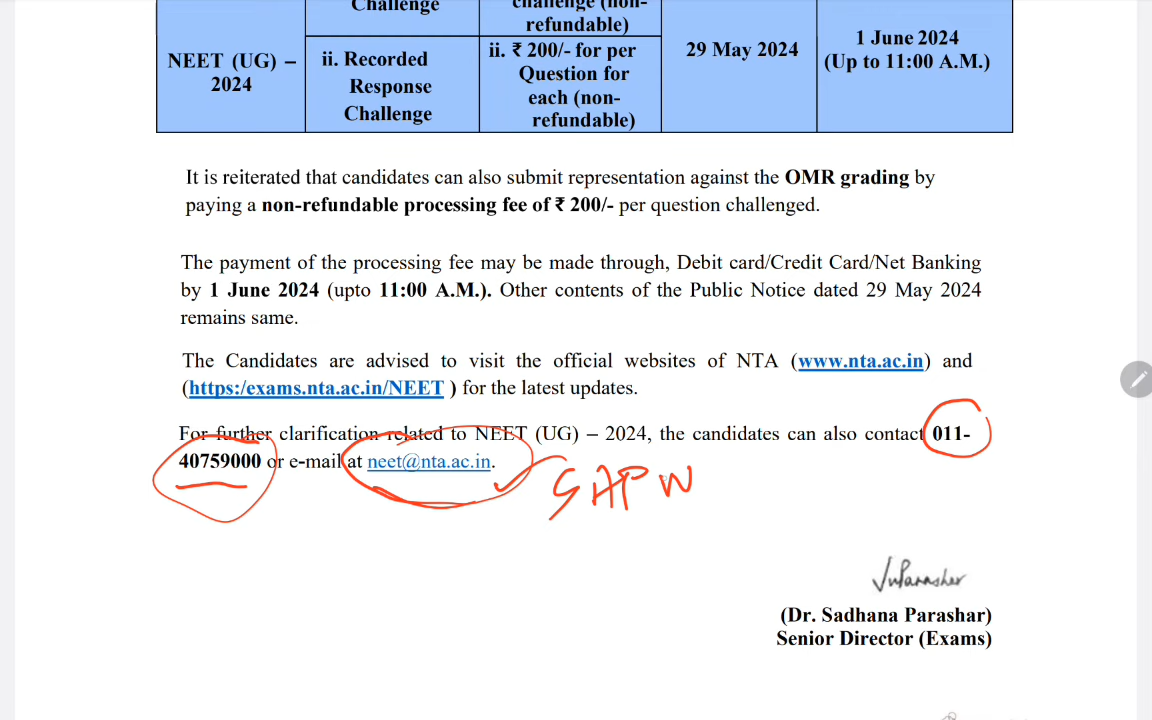 Challenge
challenge (non-
refundable)
NEET (UG) –
2024
ii. Recorded
Response
Challenge
ii. ₹ 200/- for per
Question for
each (non-
refundable)
29 May 2024
1 June 2024
(Up to 11:00 A.M.)
It is reiterated that candidates can also submit representation against the OMR grading by
paying a non-refundable processing fee of ₹ 200/- per question challenged.
The payment of the processing fee may be made through, Debit card/Credit Card/Net Banking
by 1 June 2024 (upto 11:00 A.M.). Other contents of the Public Notice dated 29 May 2024
remains same.
The Candidates are advised to visit the official websites of NTA (www.nta.ac.in) and
(https:/exams.nta.ac.in/NEET ) for the latest updates.
For further clarification related to NEET (UG) – 2024, the candidates can also contact 011-
40759000 or e-mail at neet@nta.ac.in.
SAPW
(Dr. Sadhana Parashar)
Senior Director (Exams)